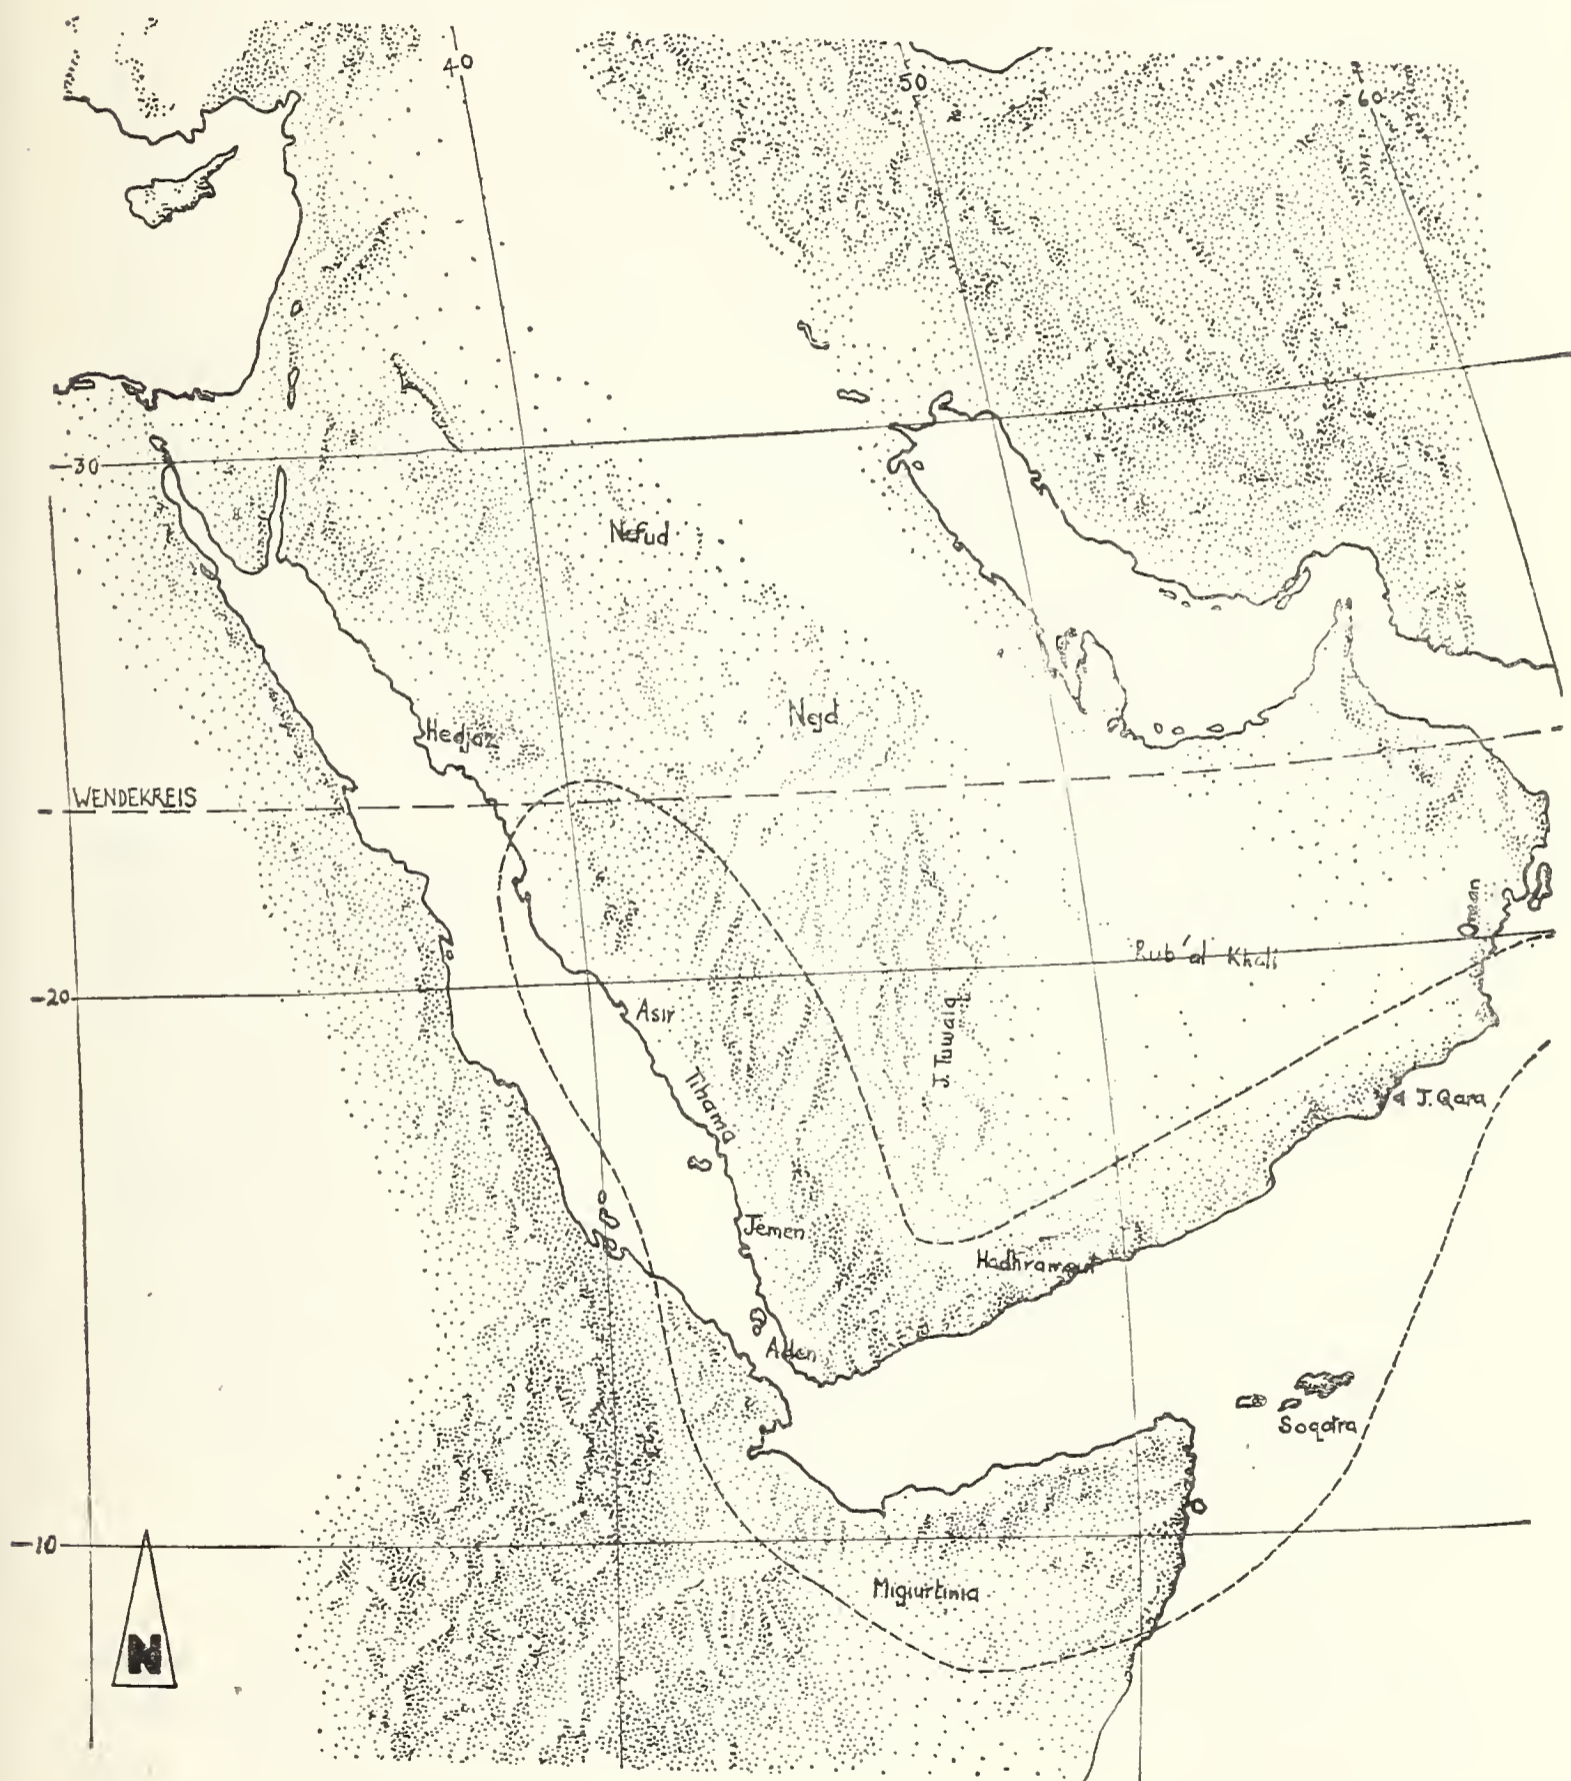 40
50
60
30
Nefud
Nejd
Hedjaz
WENDEKREIS
Oman
Rub'al Khali
20
Asir
J. Tuwaiq
Tihama
J. Qara
Jemen
Hadhramaut
Aden
Soqotra
10
Migiurtinia
N